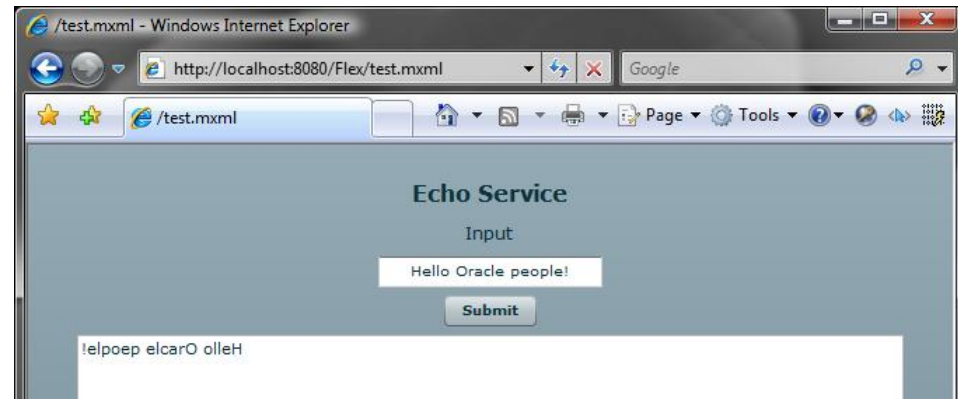 /test.mxml - Windows Internet Explorer
http://localhost:8080/Flex/test.mxml
Google
/test.mxml
Page
Tools
Echo Service
Input
Hello Oracle people!
Submit
!elpoep elcarO olleH